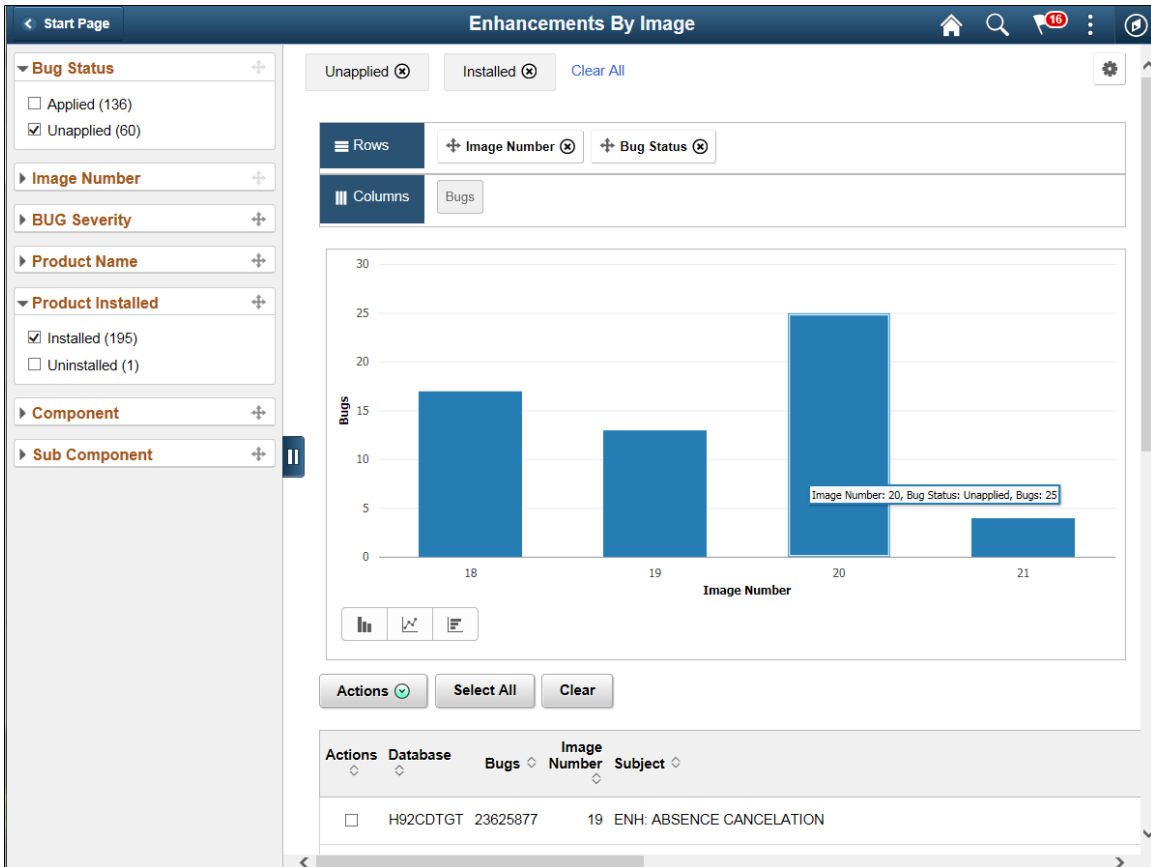 Start Page
Enhancements By Image
16
Bug Status
Applied (136)
Unapplied (60)
Image Number
BUG Severity
Product Name
Product Installed
Installed (195)
Uninstalled (1)
Component
Sub Component
Unapplied Installed Clear All
Rows Image Number Bug Status
Columns Bugs
30
25
20
15
10
5
0
Bugs
Image Number: 20, Bug Status: Unapplied, Bugs: 25
18 19 20 21
Image Number
Actions Select All Clear
Actions Database Bugs Image Number Subject
H92CDTGT 23625877 19 ENH: ABSENCE CANCELATION